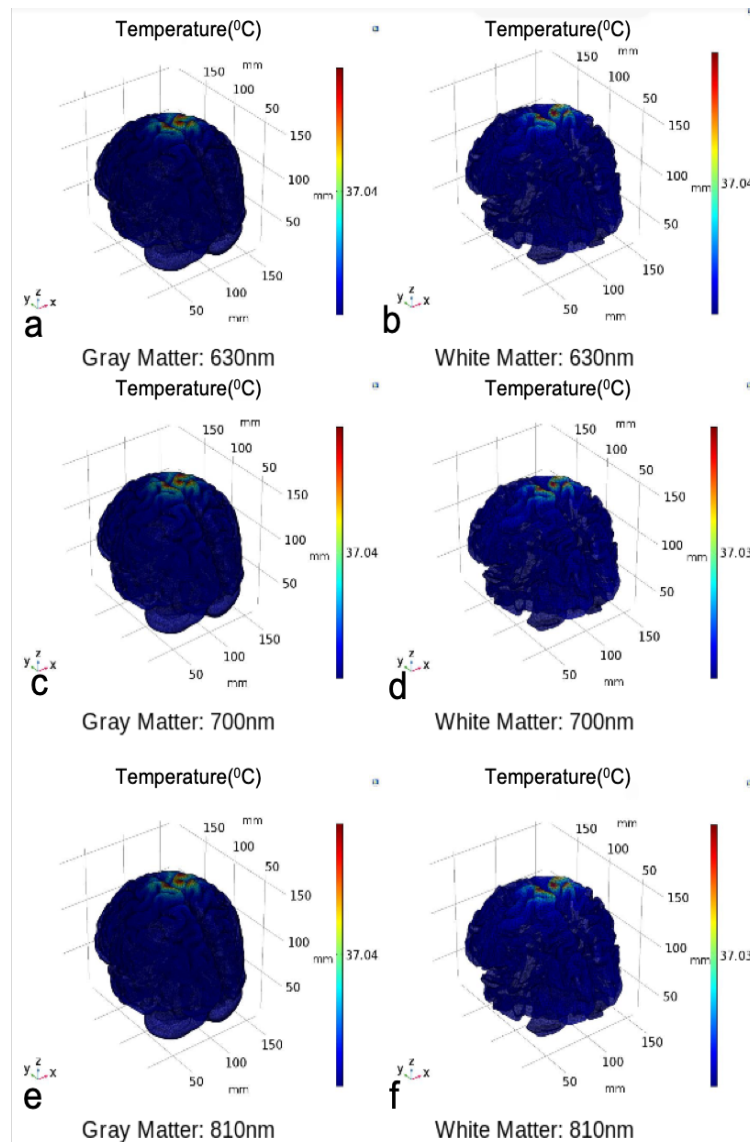 Temperature(⁰C)
150
mm
100
50
150
100
mm
50
150
100
50
mm
37.04
y z x
a
Gray Matter: 630nm
Temperature(⁰C)
150
mm
100
50
150
100
mm
50
150
100
50
mm
37.04
y z x
b
White Matter: 630nm
Temperature(⁰C)
150
mm
100
50
150
100
mm
50
150
100
50
mm
37.04
y z x
c
Gray Matter: 700nm
Temperature(⁰C)
150
mm
100
50
150
100
mm
50
150
100
50
mm
37.03
y z x
d
White Matter: 700nm
Temperature(⁰C)
150
mm
100
50
150
100
mm
50
150
100
50
mm
37.04
y z x
e
Gray Matter: 810nm
Temperature(⁰C)
150
mm
100
50
150
100
mm
50
150
100
50
mm
37.03
y z x
f
White Matter: 810nm